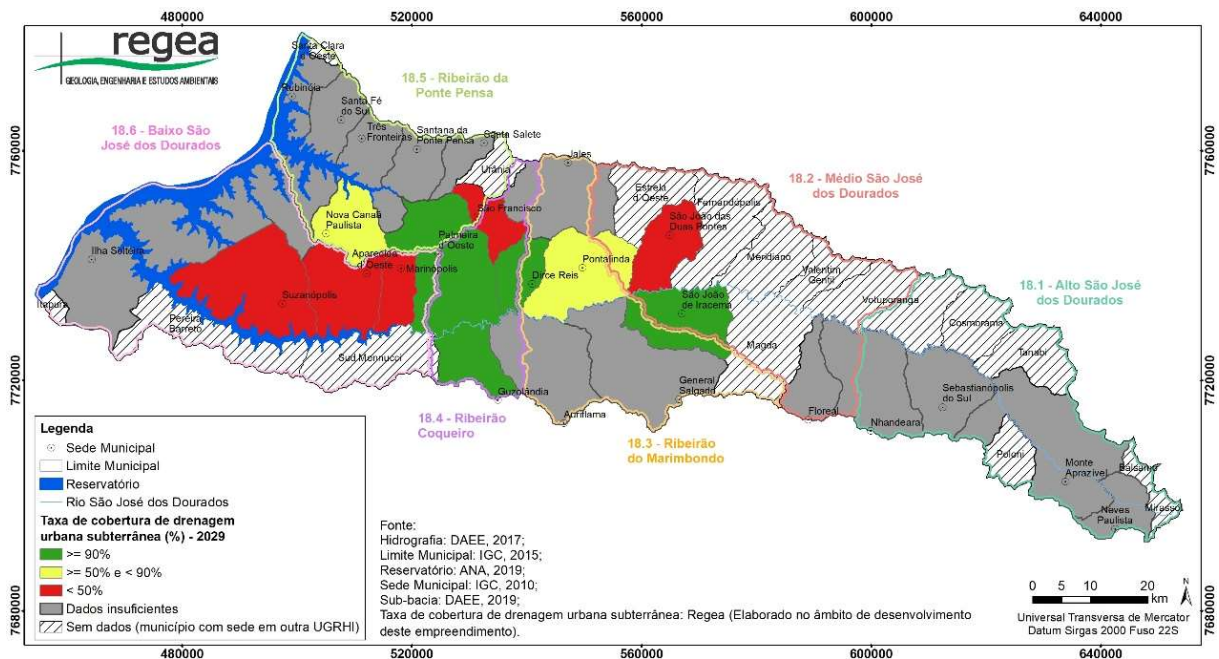 480000
520000
560000
600000
640000
regea
GEOLOGIA, ENGENHARIA E ESTUDOS AMBIENTAIS
Santa Clara
d'Oeste
18.5 - Ribeirão da
Ponte Pensa
Rubinéia
Santa Fé
do Sul
Três
Fronteiras
Santana da
Ponte Pensa
Santa Salete
18.6 - Baixo São
José dos Dourados
7760000
7760000
Urânia
Jales
18.2 - Médio São José
dos Dourados
Estrela
d'Oeste
Fernandópolis
Nova Canaã
Paulista
São Francisco
São João das
Duas Pontes
Palmeira
d'Oeste
Ilha Solteira
Aparecida
d'Oeste
Marinópolis
Dirce Reis
Pontalinda
Meridiano
Valentim
Gentil
Votuporanga
18.1 - Alto São José
dos Dourados
Suzanápolis
São João
de Iracema
Itapura
Pereira
Barreto
Cosmorama
Tanabi
Sud Mennucci
Magda
7720000
7720000
General
Salgado
Sebastianópolis
do Sul
Guzolândia
Auriflama
Floreal
Nhandeara
18.4 - Ribeirão
Coqueiro
18.3 - Ribeirão
do Marimbondo
Poloni
Monte
Aprazível
Bálsamo
Neves
Paulista
Mirassol
Legenda
Sede Municipal
Limite Municipal
Reservatório
Rio São José dos Dourados
Taxa de cobertura de drenagem
urbana subterrânea (%) - 2029
>= 90%
>= 50% e < 90%
< 50%
Dados insuficientes
Sem dados (município com sede em outra UGRHI)
Fonte:
Hidrografia: DAEE, 2017;
Limite Municipal: IGC, 2015;
Reservatório: ANA, 2019;
Sede Municipal: IGC, 2010;
Sub-bacia: DAEE, 2019;
Taxa de cobertura de drenagem urbana subterrânea: Regea (Elaborado no âmbito de desenvolvimento
deste empreendimento).
0 5 10 20
km
N
Universal Transversa de Mercator
Datum Sirgas 2000 Fuso 22S
7680000
7680000
480000
520000
560000
600000
640000